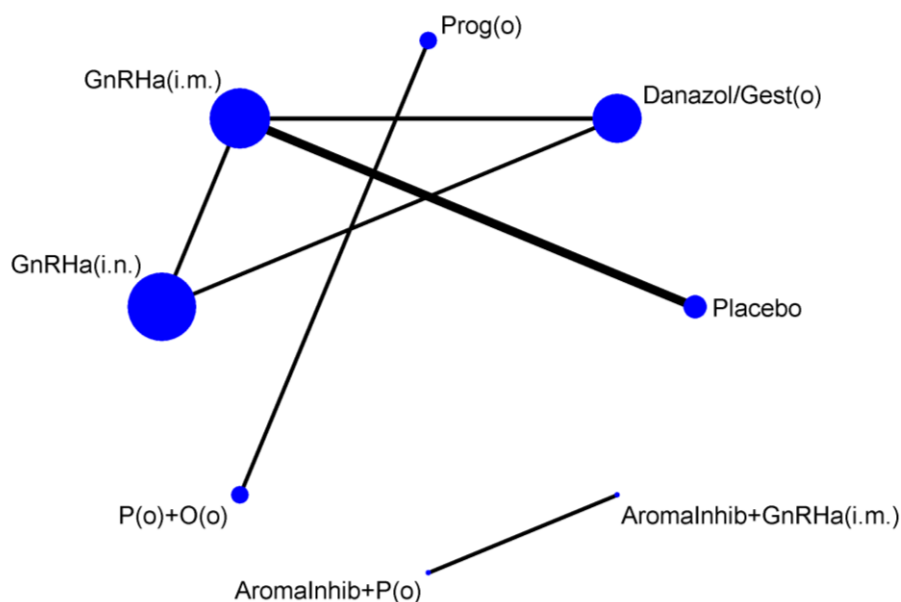 Prog(o)
GnRHa(i.m.)
Danazol/Gest(o)
GnRHa(i.n.)
Placebo
P(o)+O(o)
AromaInhib+GnRHa(i.m.)
AromaInhib+P(o)